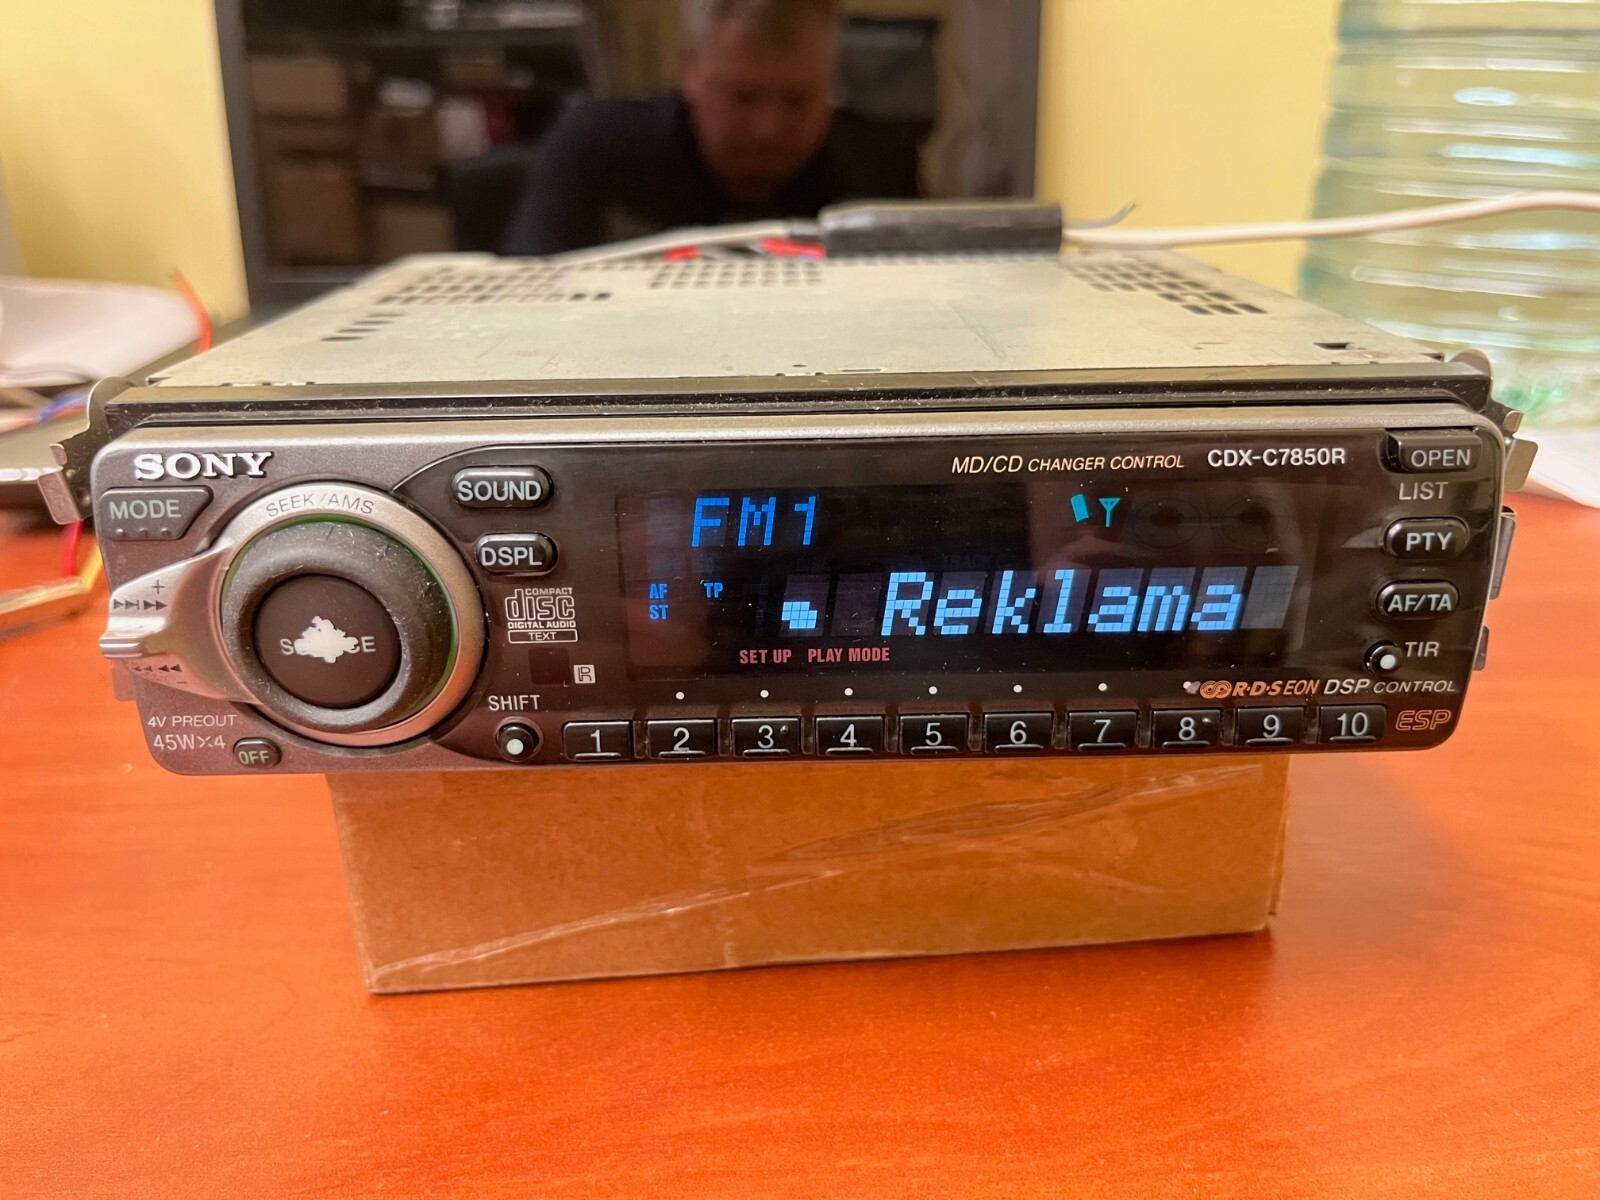 SONY
MD/CD CHANGER CONTROL CDX-C7850R
OPEN
LIST
MODE
SEEK/AMS
SOUND
FM1
PTY
DSPL
AF TP
ST
Reklama
AF/TA
COMPACT
disc
DIGITAL AUDIO
TEXT
SET UP PLAY MODE
TIR
SHIFT
R·D·S EON DSP CONTROL
4V PREOUT
45W×4
OFF
1 2 3 4 5 6 7 8 9 10
ESP